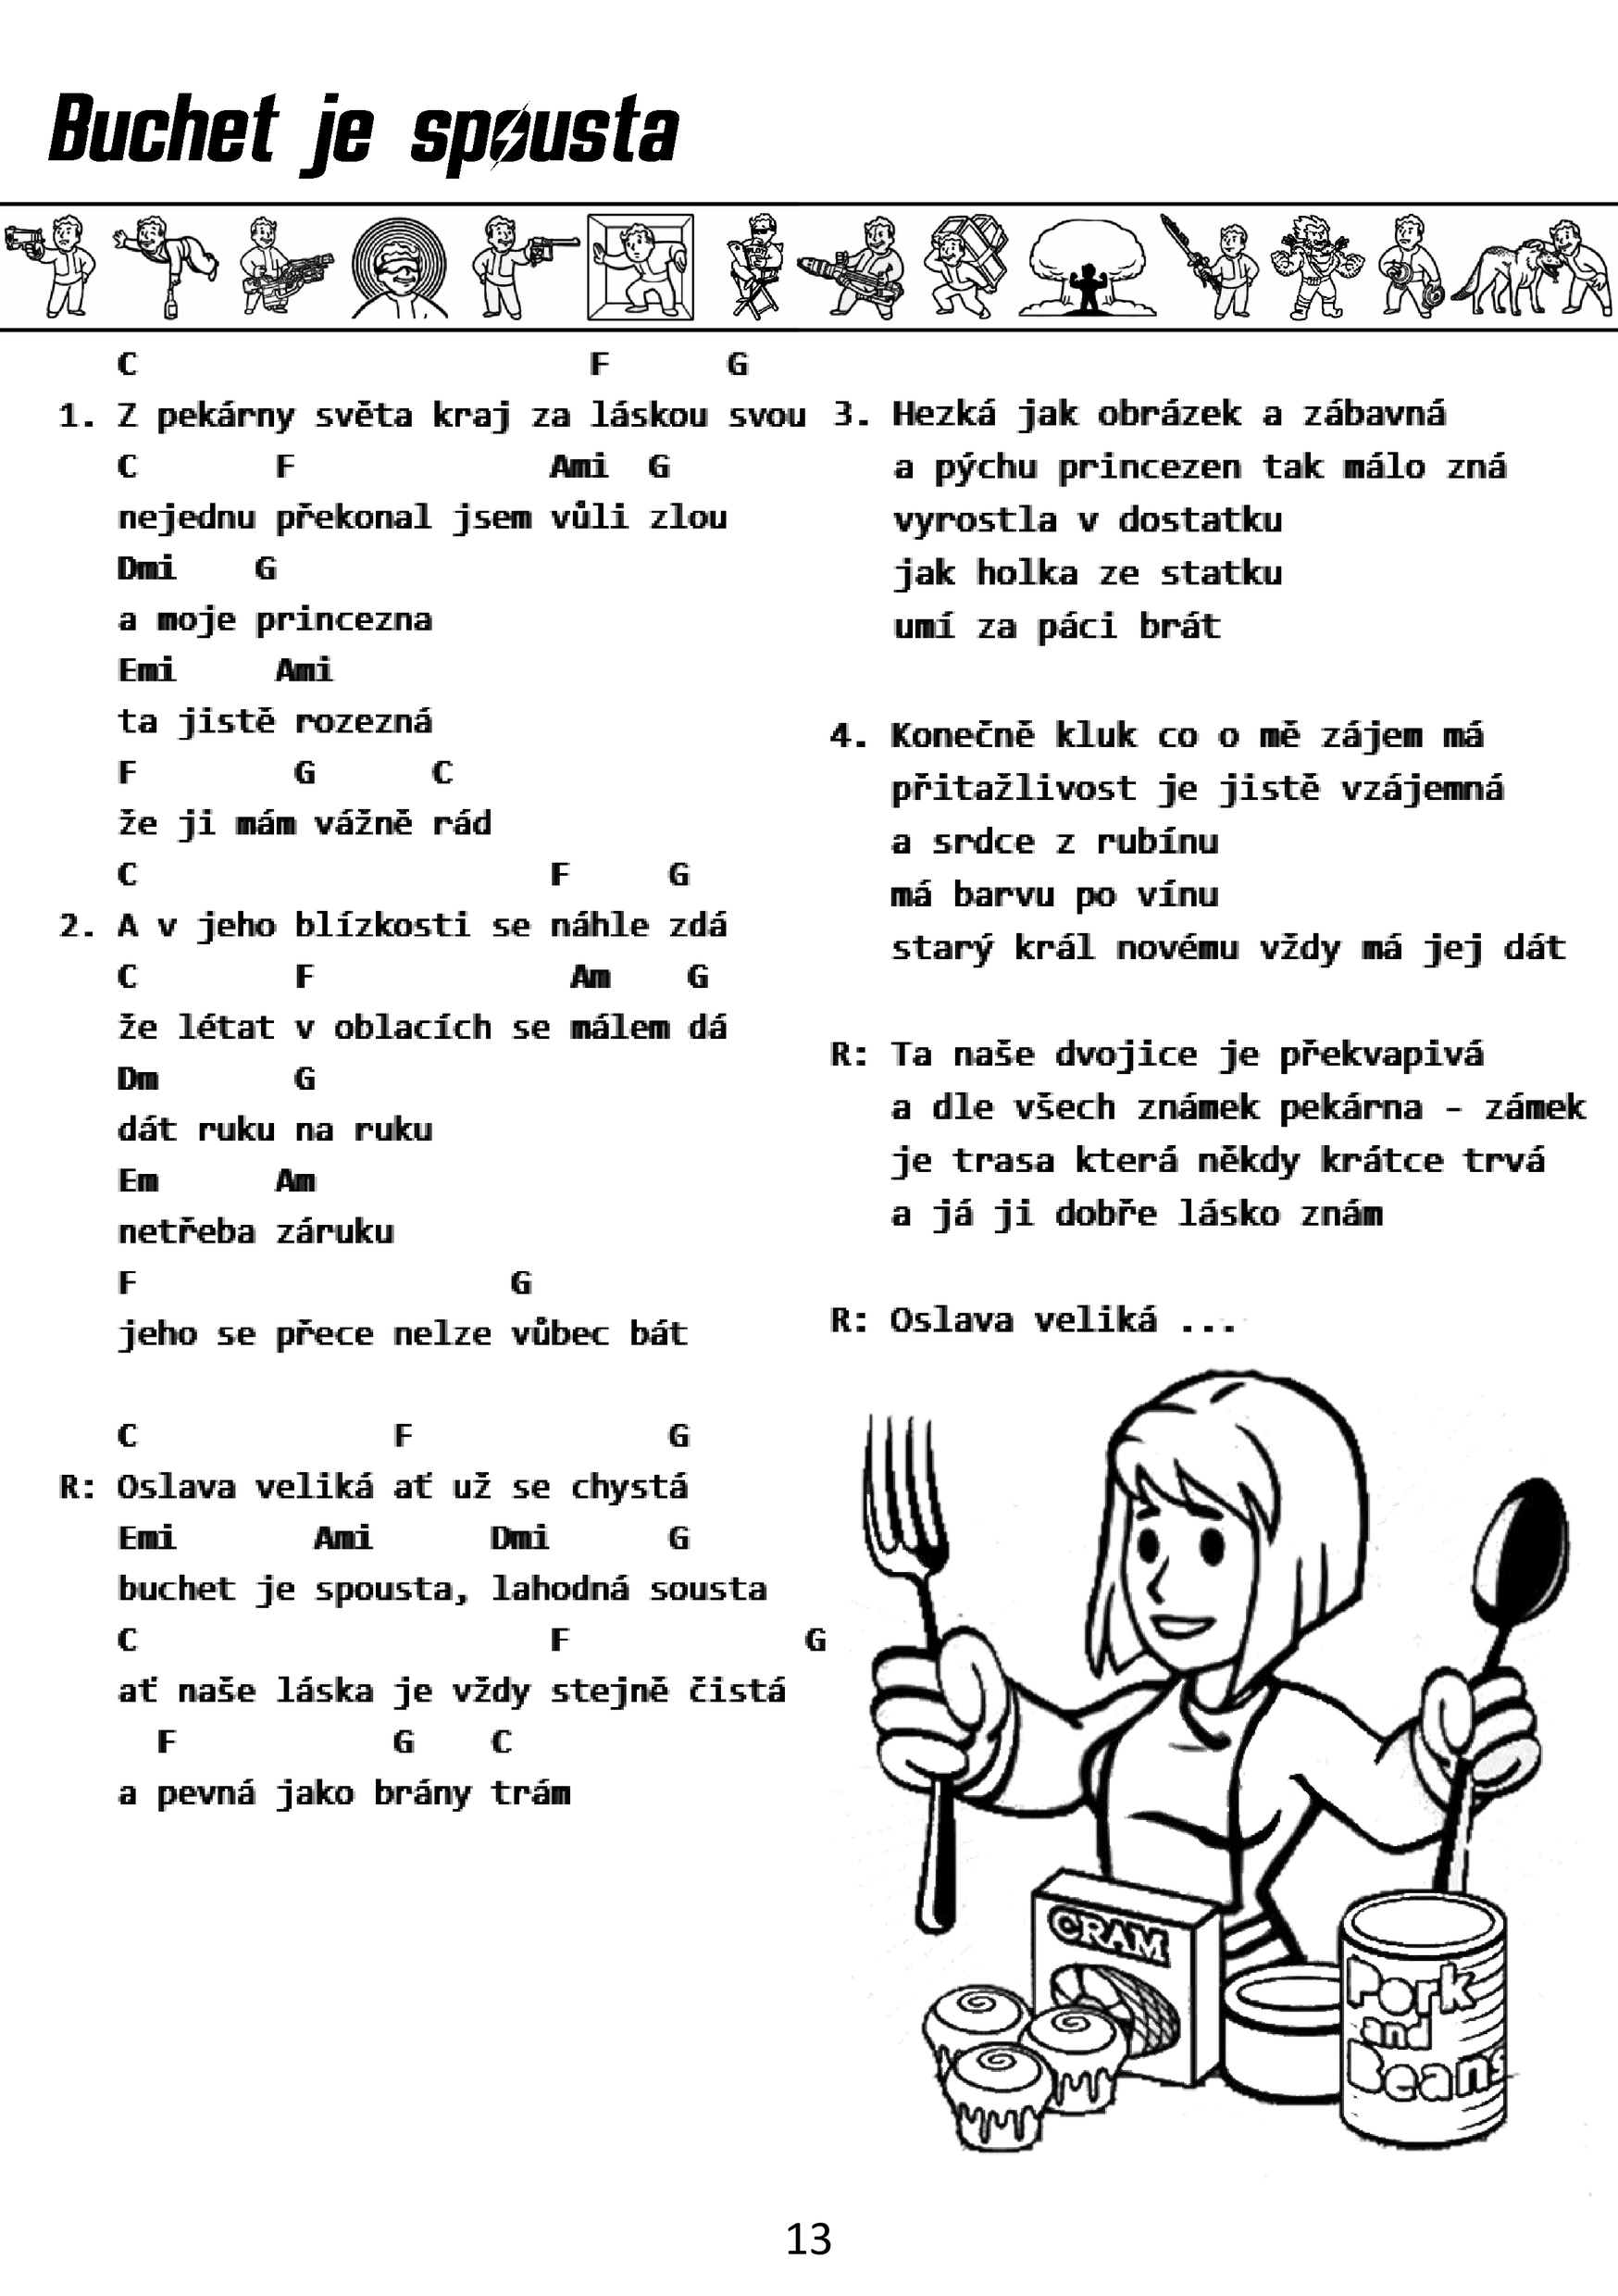 Buchet je spousta
C F G
1. Z pekárny světa kraj za láskou svou
C F Ami G
nejednu překonal jsem vůli zlou
Dmi G
a moje princezna
Emi Ami
ta jistě rozezná
F G C
že ji mám vážně rád
C F G
2. A v jeho blízkosti se náhle zdá
C F Am G
že létat v oblacích se málem dá
Dm G
dát ruku na ruku
Em Am
netřeba záruku
F G
jeho se přece nelze vůbec bát
C F G
R: Oslava veliká ať už se chystá
Emi Ami Dmi G
buchet je spousta, lahodná sousta
C F G
ať naše láska je vždy stejně čistá
F G C
a pevná jako brány trám
3. Hezká jak obrázek a zábavná
a pýchu princezen tak málo zná
vyrostla v dostatku
jak holka ze statku
umí za páci brát
4. Konečně kluk co o mě zájem má
přitažlivost je jistě vzájemná
a srdce z rubínu
má barvu po vínu
starý král novému vždy má jej dát
R: Ta naše dvojice je překvapivá
a dle všech známek pekárna - zámek
je trasa která někdy krátce trvá
a já ji dobře lásko znám
R: Oslava veliká ...
CRAM
Pork
and
Beans
13